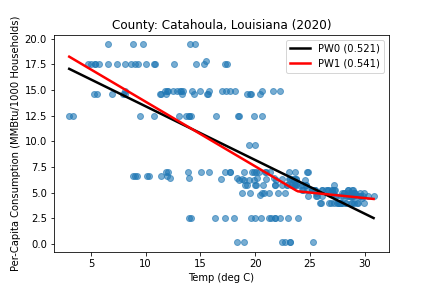 County: Catahoula, Louisiana (2020)
Per-Capita Consumption (MMBtu/1000 Households)
20.0
17.5
15.0
12.5
10.0
7.5
5.0
2.5
0.0
PW0 (0.521)
PW1 (0.541)
5 10 15 20 25 30
Temp (deg C)